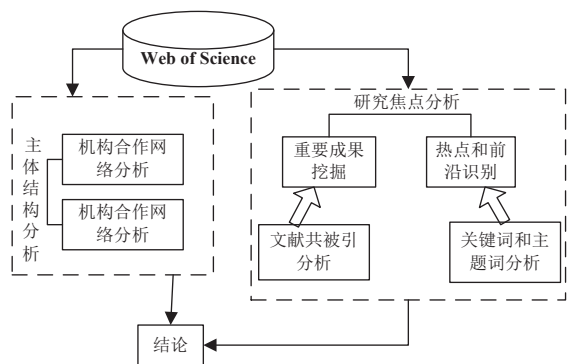 Web of Science
主体结构分析
机构合作网
络分析
机构合作网
络分析
研究焦点分析
重要成果
挖掘
热点和前
沿识别
文献共被引
分析
关键词和主
题词分析
结论